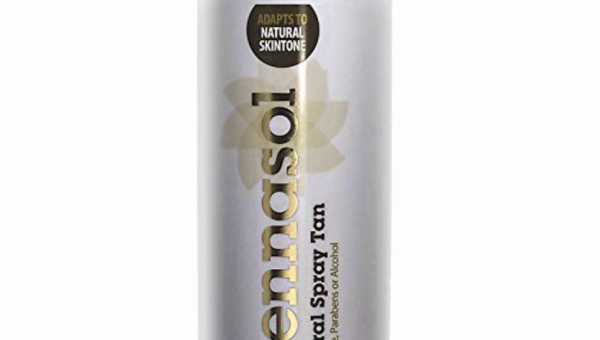 ADAPTS TO
NATURAL
SKINTONE
ennasol
ral Spray Tan
e, Parabens or Alcohol